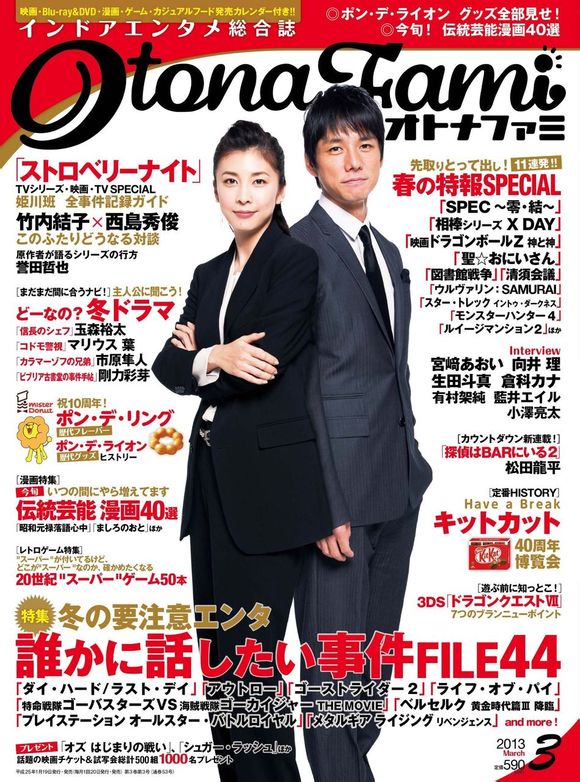 映画・Blu-ray&DVD・漫画・ゲーム・カジュアルフード発売カレンダー付き!!
インドアエンタメ総合誌
◎ポン・デ・ライオン グッズ全部見せ!
◎今旬! 伝統芸能漫画40選
OtonaFami
オトナファミ
「ストロベリーナイト」
TVシリーズ・映画・TV SPECIAL
姫川班 全事件記録ガイド
竹内結子×西島秀俊
このふたりどうなる対談
原作者が語るシリーズの行方
誉田哲也
[まだまだ間に合うナビ!]主人公に聞こう!
どーなの?冬ドラマ
「信長のシェフ」玉森裕太
「コドモ警視」マリウス 葉
「カラマーゾフの兄弟」市原隼人
「ビブリア古書堂の事件手帖」剛力彩芽
mister Donut
祝10周年!
ポン・デ・リング
歴代フレーバー
ポン・デ・ライオン
歴代グッズ ヒストリー
[漫画特集]
今旬 いつの間にやら増えてます
伝統芸能 漫画40選
「昭和元禄落語心中」「ましろのおと」ほか
[レトロゲーム特集]
"スーパー"が付いてるけど、
どこが"スーパー"なのか、確かめたくなる
20世紀"スーパー"ゲーム50本
先取りとって出し! 11連発!!
春の特報SPECIAL
「SPEC 〜零・結〜」
「相棒シリーズ X DAY」
「映画ドラゴンボールZ 神と神」
「聖☆おにいさん」
「図書館戦争」「清須会議」
「ウルヴァリン:SAMURAI」
「スター・トレック イントゥ・ダークネス」
「モンスターハンター4」
「ルイージマンション2」ほか
Interview
宮﨑あおい 向井 理
生田斗真 倉科カナ
有村架純 藍井エイル
小澤亮太
[カウントダウン新連載!]
「探偵はBARにいる2」
松田龍平
[定番HISTORY]
Have a Break
キットカット
KitKat
40周年
博覧会
[遊ぶ前に知っとこ!]
3DS「ドラゴンクエストⅦ」
7つのブランニューポイント
特集 冬の要注意エンタ
誰かに話したい事件FILE44
「ダイ・ハード/ラスト・デイ」「アウトロー」「ゴーストライダー2」「ライフ・オブ・パイ」
「特命戦隊ゴーバスターズVS海賊戦隊ゴーカイジャー THE MOVIE」「ベルセルク 黄金時代篇Ⅲ 降臨」
「プレイステーション オールスター・バトルロイヤル」「メタルギア ライジング リベンジェンス」 and more!
プレゼント 「オズ はじまりの戦い」、「シュガー・ラッシュ」ほか
話題の映画チケット&試写会総計500組1000名プレゼント
平成25年1月19日発行・発売(毎月1回20日発行・発売) 第3巻第3号(通巻53号)
2013
March
3
定価590円